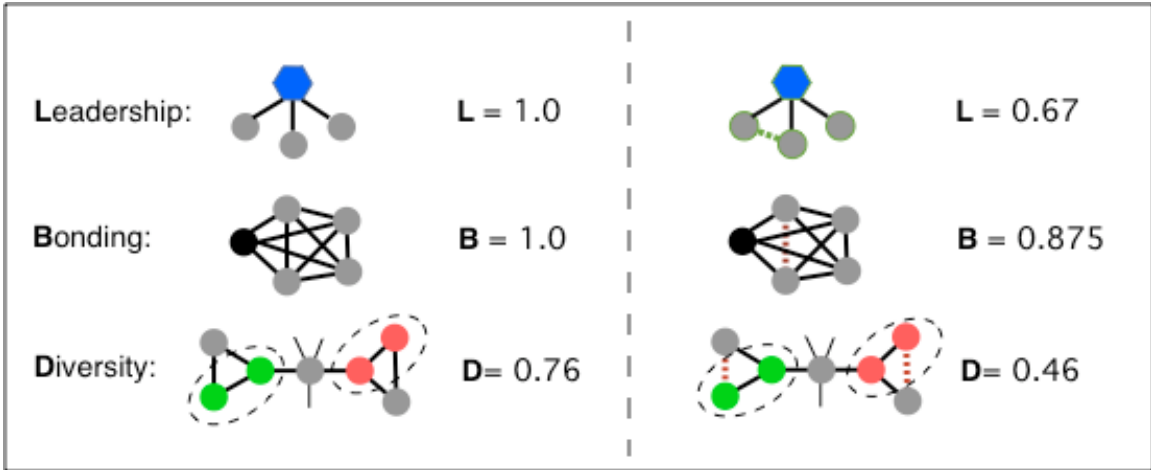 Leadership: L = 1.0 L = 0.67
Bonding: B = 1.0 B = 0.875
Diversity: D= 0.76 D= 0.46